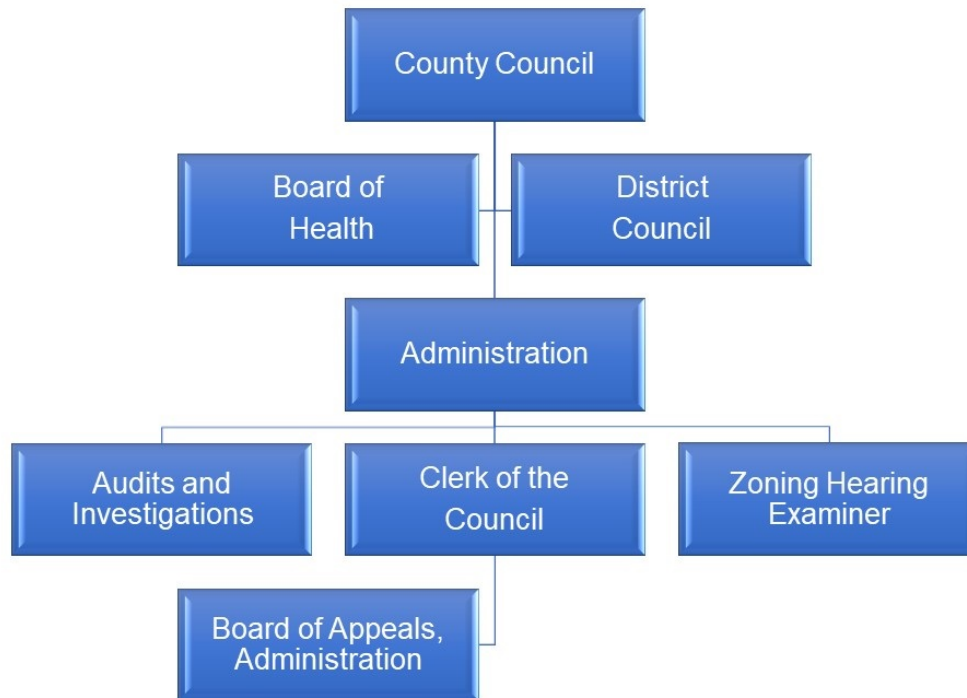 County Council
Board of
Health
District
Council
Administration
Audits and
Investigations
Clerk of the
Council
Zoning Hearing
Examiner
Board of Appeals,
Administration